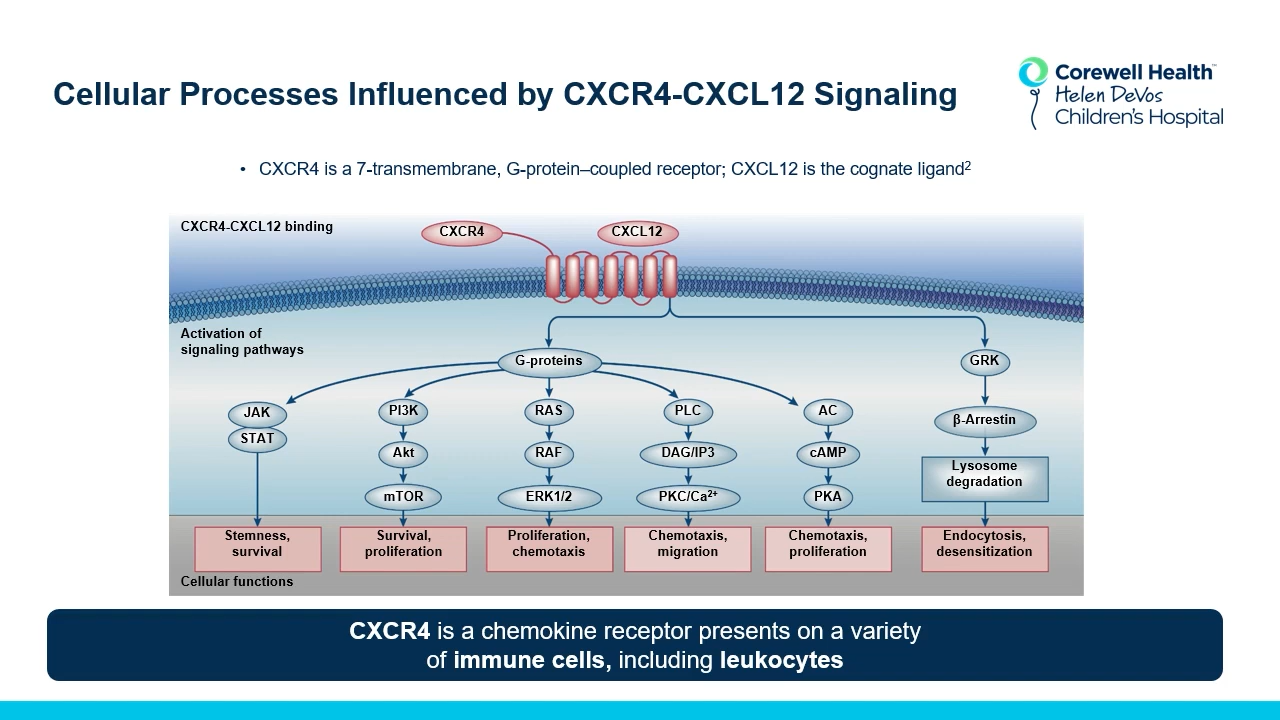 Cellular Processes Influenced by CXCR4-CXCL12 Signaling
Corewell Health™
Helen DeVos
Children's Hospital
• CXCR4 is a 7-transmembrane, G-protein–coupled receptor; CXCL12 is the cognate ligand²
CXCR4-CXCL12 binding
CXCR4
CXCL12
Activation of
signaling pathways
G-proteins
GRK
JAK
STAT
PI3K
Akt
mTOR
RAS
RAF
ERK1/2
PLC
DAG/IP3
PKC/Ca²⁺
AC
cAMP
PKA
β-Arrestin
Lysosome
degradation
Stemness,
survival
Survival,
proliferation
Proliferation,
chemotaxis
Chemotaxis,
migration
Chemotaxis,
proliferation
Endocytosis,
desensitization
Cellular functions
CXCR4 is a chemokine receptor presents on a variety
of immune cells, including leukocytes